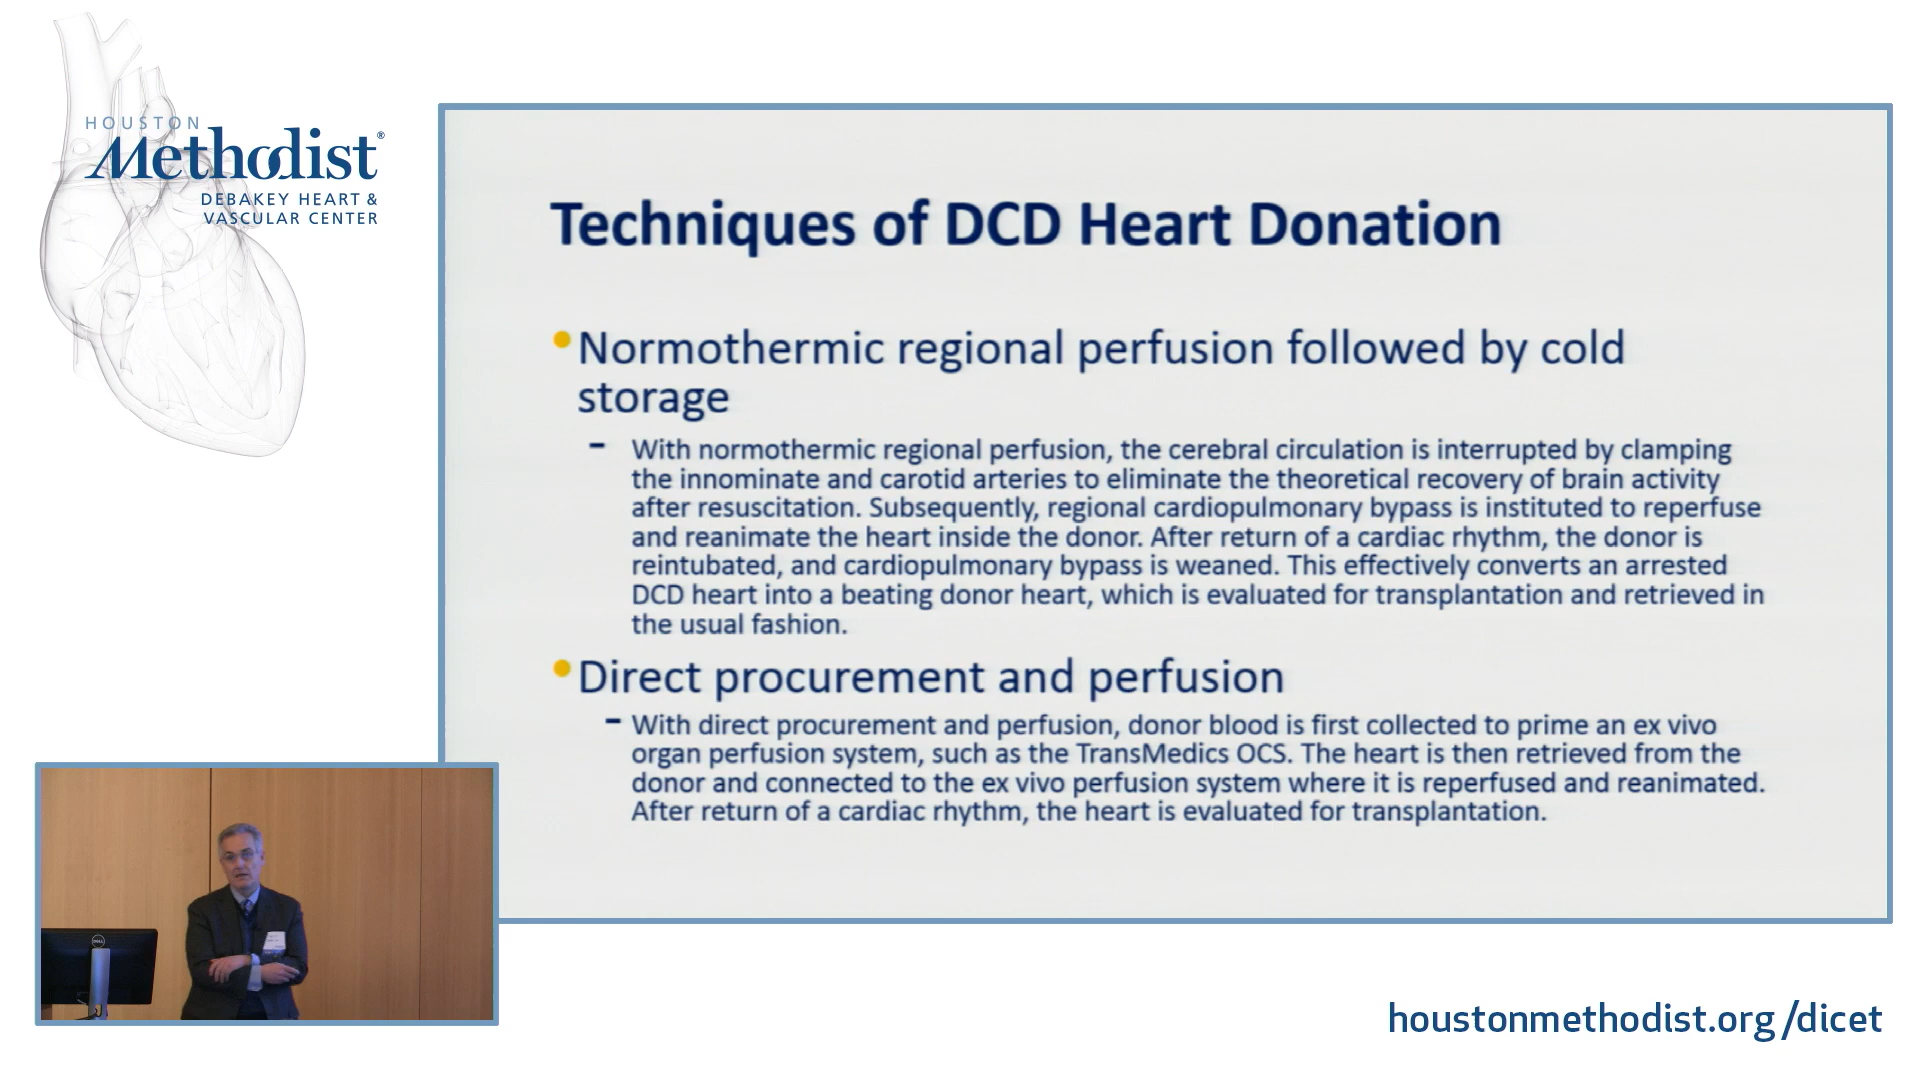 HOUSTON
Methodist®
DEBAKEY HEART &
VASCULAR CENTER
Techniques of DCD Heart Donation
• Normothermic regional perfusion followed by cold
storage
– With normothermic regional perfusion, the cerebral circulation is interrupted by clamping
the innominate and carotid arteries to eliminate the theoretical recovery of brain activity
after resuscitation. Subsequently, regional cardiopulmonary bypass is instituted to reperfuse
and reanimate the heart inside the donor. After return of a cardiac rhythm, the donor is
reintubated, and cardiopulmonary bypass is weaned. This effectively converts an arrested
DCD heart into a beating donor heart, which is evaluated for transplantation and retrieved in
the usual fashion.
• Direct procurement and perfusion
– With direct procurement and perfusion, donor blood is first collected to prime an ex vivo
organ perfusion system, such as the TransMedics OCS. The heart is then retrieved from the
donor and connected to the ex vivo perfusion system where it is reperfused and reanimated.
After return of a cardiac rhythm, the heart is evaluated for transplantation.
DELL
houstonmethodist.org/dicet